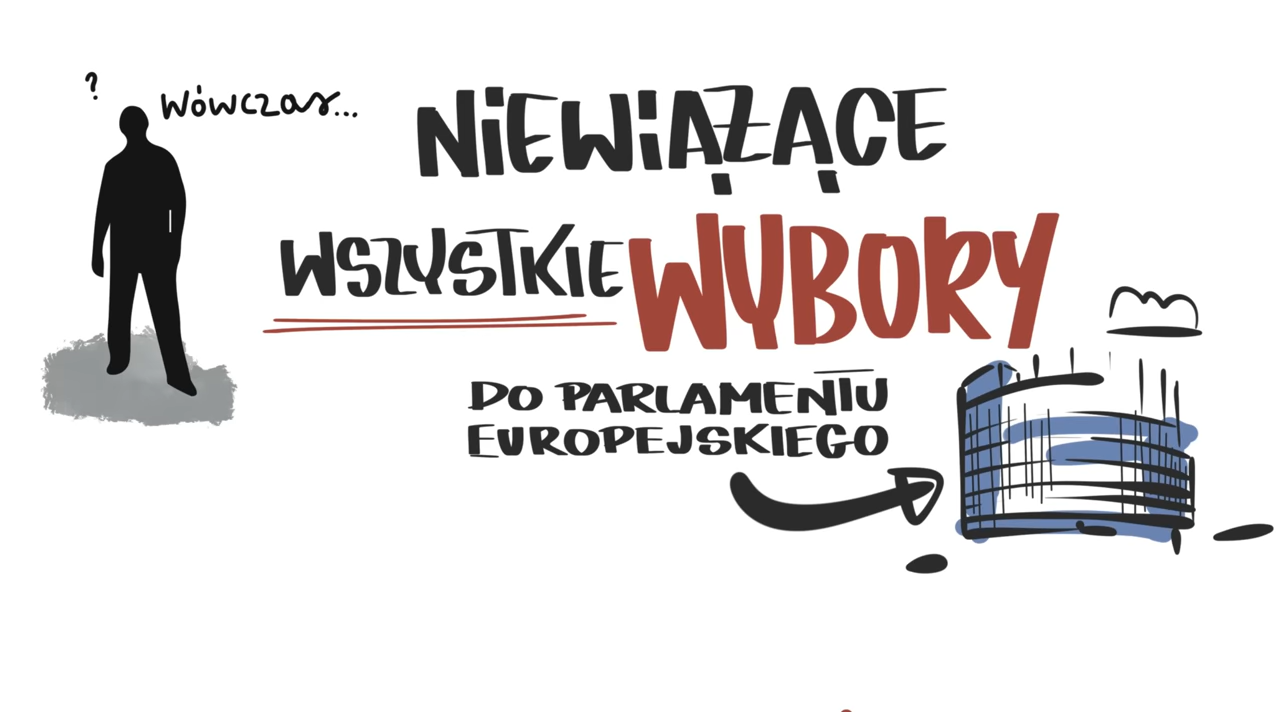 ?
wówczas...
NIEWIĄŻĄCE
WSZYSTKIE WYBORY
DO PARLAMENTU
EUROPEJSKIEGO